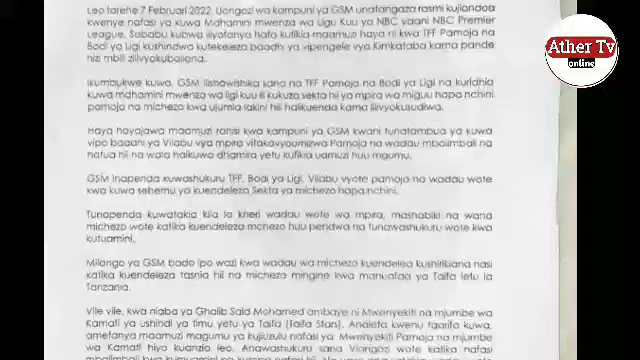 Leo tarehe 7 Februari 2022, Uongozi wa kampuni ya GSM unatangaza rasmi kujiondoa
kwenye nafasi ya kuwa Mdhamini mwenza wa Ligi Kuu ya NBC yaani NBC Premier
League. Sababu kubwa iliyofanya hata kufikia maamuzi haya ni kwa TFF Pamoja na
Bodi ya Ligi kushindwa kutekeleza baadhi ya vipengele vya Kimkataba kama pande
hizi mbili zilivyokubaliana.
Ikumbukwe kuwa, GSM ilishawishika sana na TFF Pamoja na Bodi ya Ligi na kuridhia
kuwa mdhamini mwenza wa ligi kuu ili kukuza sekta hii ya mpira wa miguu hapa nchini
pamoja na michezo kwa ujumla lakini hili halikuenda kama ilivyokusudiwa.
Haya hayajawa maamuzi rahisi kwa kampuni ya GSM kwani tunatambua ya kuwa
vipo baadhi ya Vilabu vya mpira vitakavyoumizwa Pamoja na wadau mbalimbali na
hatua hii na wala haikuwa dhamira yetu kufikia uamuzi huu mgumu.
GSM inapenda kuwashukuru TFF, Bodi ya Ligi, Vilabu vyote pamoja na wadau wote
kwa kuwa sehemu ya kuendeleza Sekta ya michezo hapa nchini.
Tunapenda kuwatakia kila la kheri wadau wote wa mpira, mashabiki na wana
michezo wote katika kuendeleza mchezo huu pendwa na tunawashukuru wote kwa
kutuamini.
Milango ya GSM bado ipo wazi kwa wadau wa michezo kuendelea kushirikiana nasi
katika kuendeleza tasnia hii na michezo mingine kwa manufaa ya Taifa letu la
Tanzania.
Vile vile, kwa niaba ya Ghalib Said Mohamed ambaye ni Mwenyekiti na mjumbe wa
Kamati ya ushindi ya timu yetu ya Taifa (Taifa Stars). Analeta kwenu taarifa kuwa,
amefanya maamuzi magumu ya kujiuzulu nafasi ya Mwenyekiti Pamoja na mjumbe
wa Kamati hiyo kuanzia leo. Anawashukuru sana Viongozi wote katika nafasi
mbalimbali kwa kumuamini na
Ather Tv
online